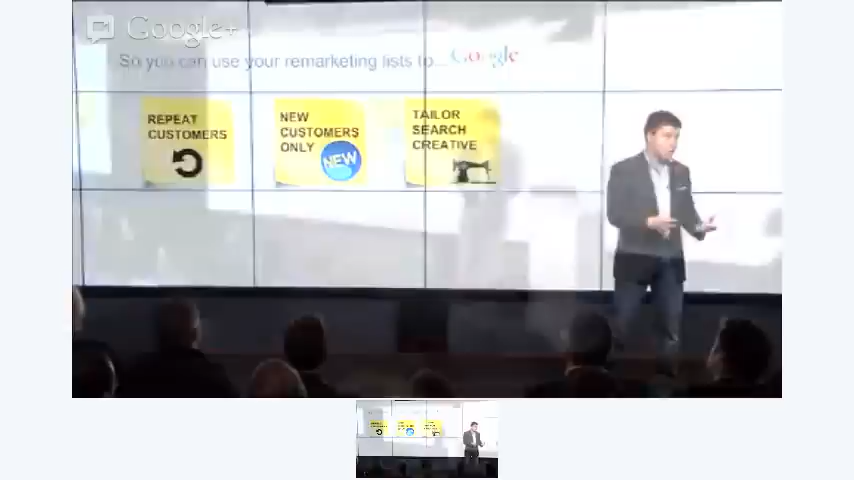 Google+
So you can use your remarketing lists to... Google
REPEAT
CUSTOMERS
NEW
CUSTOMERS
ONLY
NEW
TAILOR
SEARCH
CREATIVE